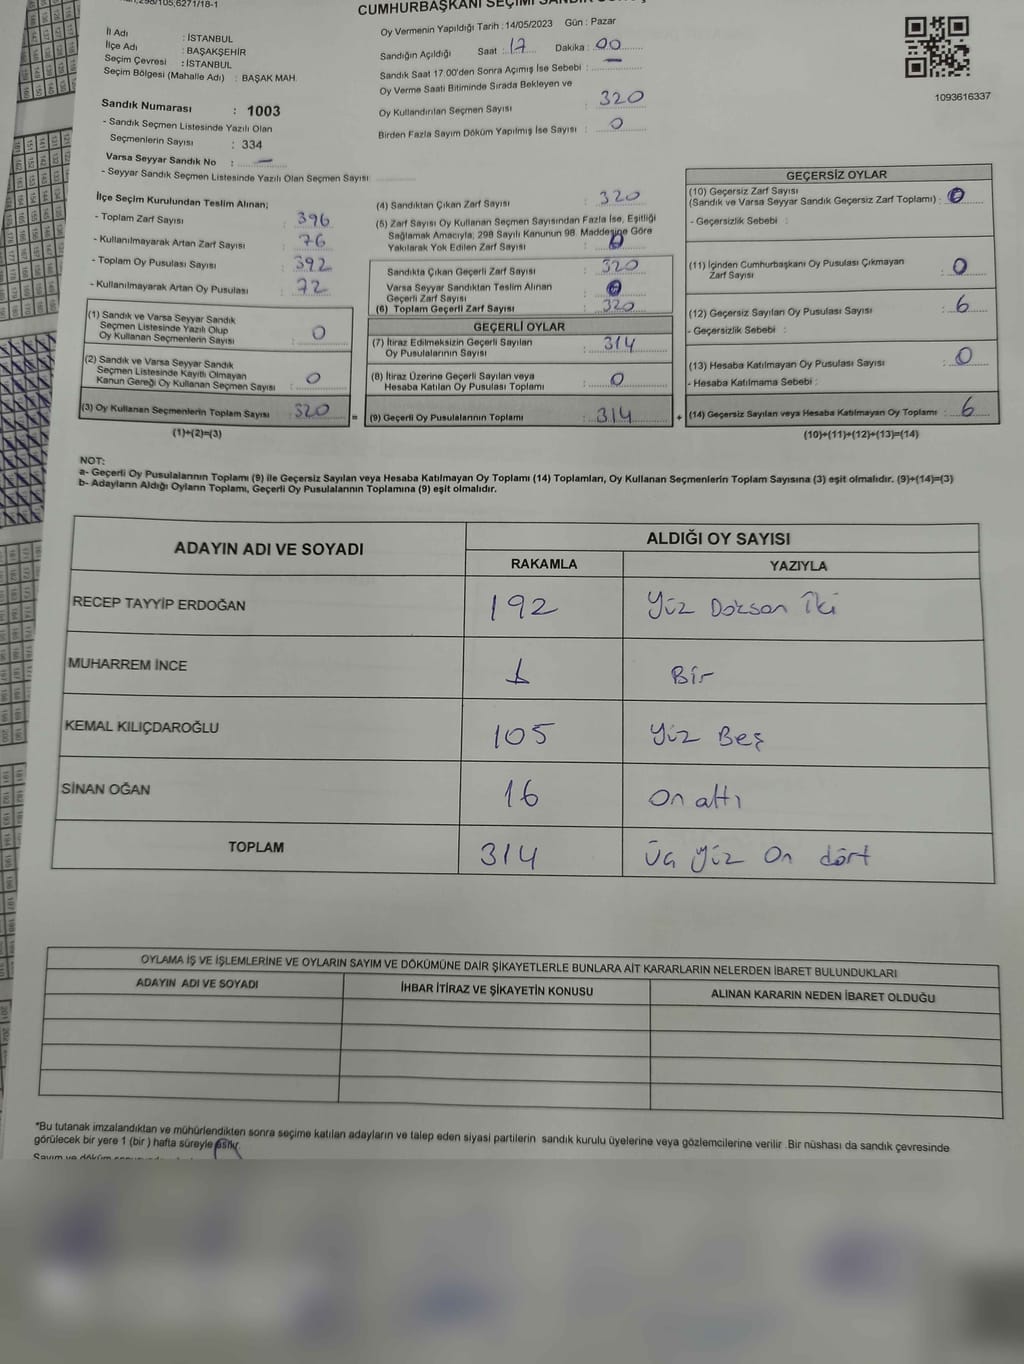 298/105,6271/18-1
CUMHURBAŞKANI SEÇİMİ
İl Adı : İSTANBUL
İlçe Adı : BAŞAKŞEHİR
Seçim Çevresi : İSTANBUL
Seçim Bölgesi (Mahalle Adı) : BAŞAK MAH.
Sandık Numarası : 1003
- Sandık Seçmen Listesinde Yazılı Olan
Seçmenlerin Sayısı : 334
Varsa Seyyar Sandık No : —
- Seyyar Sandık Seçmen Listesinde Yazılı Olan Seçmen Sayısı
Oy Vermenin Yapıldığı Tarih : 14/05/2023 Gün : Pazar
Sandığın Açıldığı Saat : 17 Dakika : 00
Sandık Saat 17:00'den Sonra Açımış İse Sebebi : —
Oy Verme Saati Bitiminde Sırada Bekleyen ve
Oy Kullandırılan Seçmen Sayısı : 320
Birden Fazla Sayım Döküm Yapılmış İse Sayısı : 0
1093616337
İlçe Seçim Kurulundan Teslim Alınan;
- Toplam Zarf Sayısı : 396
- Kullanılmayarak Artan Zarf Sayısı : 76
- Toplam Oy Pusulası Sayısı : 392
- Kullanılmayarak Artan Oy Pusulası : 72
(1) Sandık ve Varsa Seyyar Sandık
Seçmen Listesinde Yazılı Olup
Oy Kullanan Seçmenlerin Sayısı : 0
(2) Sandık ve Varsa Seyyar Sandık
Seçmen Listesinde Kayıtlı Olmayan
Kanun Gereği Oy Kullanan Seçmen Sayısı : 0
(3) Oy Kullanan Seçmenlerin Toplam Sayısı : 320 =
(1)+(2)=(3)
(4) Sandıktan Çıkan Zarf Sayısı : 320
(5) Zarf Sayısı Oy Kullanan Seçmen Sayısından Fazla İse, Eşitliği
Sağlamak Amacıyla; 298 Sayılı Kanunun 98. Maddesine Göre
Yakılarak Yok Edilen Zarf Sayısı : 0
Sandıkta Çıkan Geçerli Zarf Sayısı : 320
Varsa Seyyar Sandıktan Teslim Alınan
Geçerli Zarf Sayısı : 0
(6) Toplam Geçerli Zarf Sayısı : 320
GEÇERLİ OYLAR
(7) İtiraz Edilmeksizin Geçerli Sayılan
Oy Pusulalarının Sayısı : 314
(8) İtiraz Üzerine Geçerli Sayılan veya
Hesaba Katılan Oy Pusulası Toplamı : 0
(9) Geçerli Oy Pusulalarının Toplamı : 314 +
GEÇERSİZ OYLAR
(10) Geçersiz Zarf Sayısı
(Sandık ve Varsa Seyyar Sandık Geçersiz Zarf Toplamı) : 0
- Geçersizlik Sebebi :
(11) İçinden Cumhurbaşkanı Oy Pusulası Çıkmayan
Zarf Sayısı : 0
(12) Geçersiz Sayılan Oy Pusulası Sayısı : 6
- Geçersizlik Sebebi :
(13) Hesaba Katılmayan Oy Pusulası Sayısı : 0
- Hesaba Katılmama Sebebi :
(14) Geçersiz Sayılan veya Hesaba Katılmayan Oy Toplamı : 6
(10)+(11)+(12)+(13)=(14)
NOT:
a- Geçerli Oy Pusulalarının Toplamı (9) ile Geçersiz Sayılan veya Hesaba Katılmayan Oy Toplamı (14) Toplamları, Oy Kullanan Seçmenlerin Toplam Sayısına (3) eşit olmalıdır. (9)+(14)=(3)
b- Adayların Aldığı Oyların Toplamı, Geçerli Oy Pusulalarının Toplamına (9) eşit olmalıdır.
ADAYIN ADI VE SOYADI ALDIĞI OY SAYISI
RAKAMLA YAZIYLA
RECEP TAYYİP ERDOĞAN 192 Yüz Doksan İki
MUHARREM İNCE 1 Bir
KEMAL KILIÇDAROĞLU 105 Yüz Beş
SİNAN OĞAN 16 On altı
TOPLAM 314 Üç Yüz On dört
OYLAMA İŞ VE İŞLEMLERİNE VE OYLARIN SAYIM VE DÖKÜMÜNE DAİR ŞİKAYETLERLE BUNLARA AİT KARARLARIN NELERDEN İBARET BULUNDUKLARI
ADAYIN ADI VE SOYADI İHBAR İTİRAZ VE ŞİKAYETİN KONUSU ALINAN KARARIN NEDEN İBARET OLDUĞU
*Bu tutanak imzalandıktan ve mühürlendikten sonra seçime katılan adayların ve talep eden siyasi partilerin sandık kurulu üyelerine veya gözlemcilerine verilir. Bir nüshası da sandık çevresinde
görülecek bir yere 1 (bir) hafta süreyle asılır.